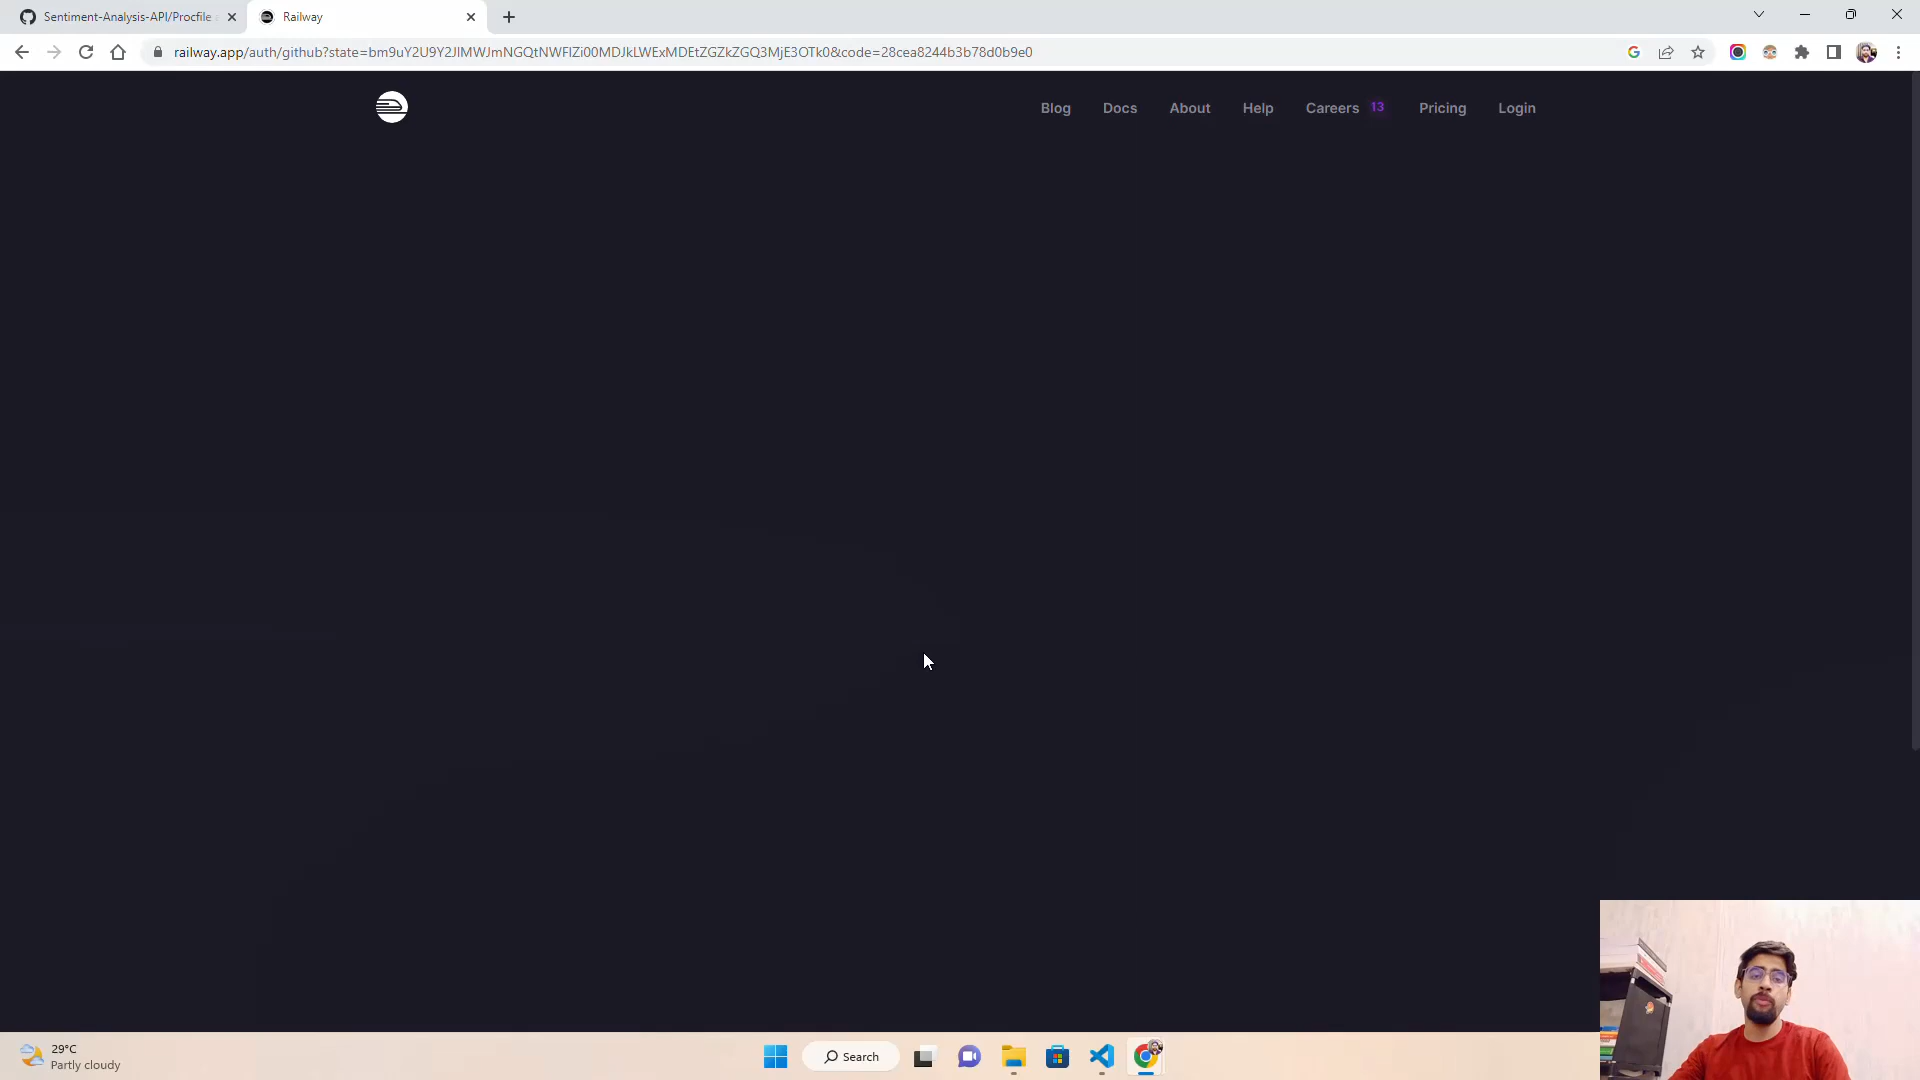 Sentiment-Analysis-API/Procfile
Railway
railway.app/auth/github?state=bm9uY2U9Y2JlMWJmNGQtNWFlZi00MDJkLWExMDEtZGZkZGQ3MjE3OTk0&code=28cea8244b3b78d0b9e0
Blog
Docs
About
Help
Careers 13
Pricing
Login
29°C
Partly cloudy
Search